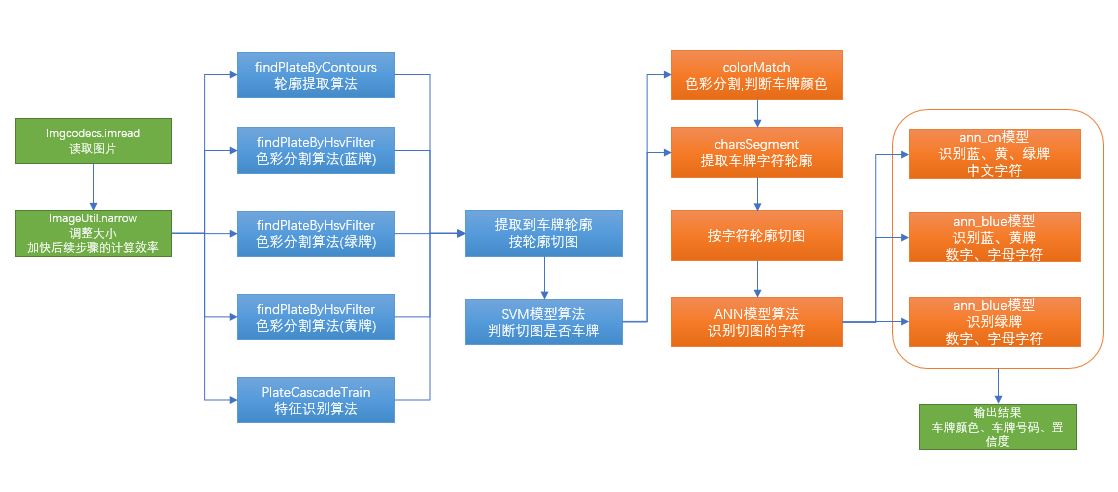 Imgcodecs.imread
读取图片
ImageUtil.narrow
调整大小
加快后续步骤的计算效率
findPlateByContours
轮廓提取算法
findPlateByHsvFilter
色彩分割算法(蓝牌)
findPlateByHsvFilter
色彩分割算法(绿牌)
findPlateByHsvFilter
色彩分割算法(黄牌)
PlateCascadeTrain
特征识别算法
提取到车牌轮廓
按轮廓切图
SVM模型算法
判断切图是否车牌
colorMatch
色彩分割,判断车牌颜色
charsSegment
提取车牌字符轮廓
按字符轮廓切图
ANN模型算法
识别切图的字符
ann_cn模型
识别蓝、黄、绿牌
中文字符
ann_blue模型
识别蓝、黄牌
数字、字母字符
ann_blue模型
识别绿牌
数字、字母字符
输出结果
车牌颜色、车牌号码、置
信度